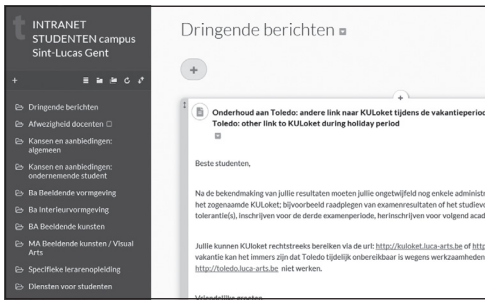 INTRANET
STUDENTEN campus
Sint-Lucas Gent
Dringende berichten
Afwezigheid docenten
Kansen en aanbiedingen:
algemeen
Kansen en aanbiedingen:
ondernemende student
Ba Beeldende vormgeving
Ba Interieurvormgeving
BA Beeldende kunsten
MA Beeldende kunsten / Visual
Arts
Specifieke lerarenopleiding
Diensten voor studenten
Dringende berichten
Onderhoud aan Toledo: andere link naar KULoket tijdens de vakantieperiod
Toledo: other link to KULoket during holiday period
Beste studenten,
Na de bekendmaking van jullie resultaten moeten jullie ongetwijfeld nog enkele administr
het zogenaamde KULoket; bijvoorbeeld raadplegen van examenresultaten of het studievo
tolerantie(s), inschrijven voor de derde examenperiode, herinschrijven voor volgend acad
Jullie kunnen KUloket rechtstreeks bereiken via de url: http://kuloket.luca-arts.be of http
vakantie kan het immers zijn dat Toledo tijdelijk onbereikbaar is wegens werkzaamheden
http://toledo.luca-arts.be niet werken.
Vriendelijke groeten